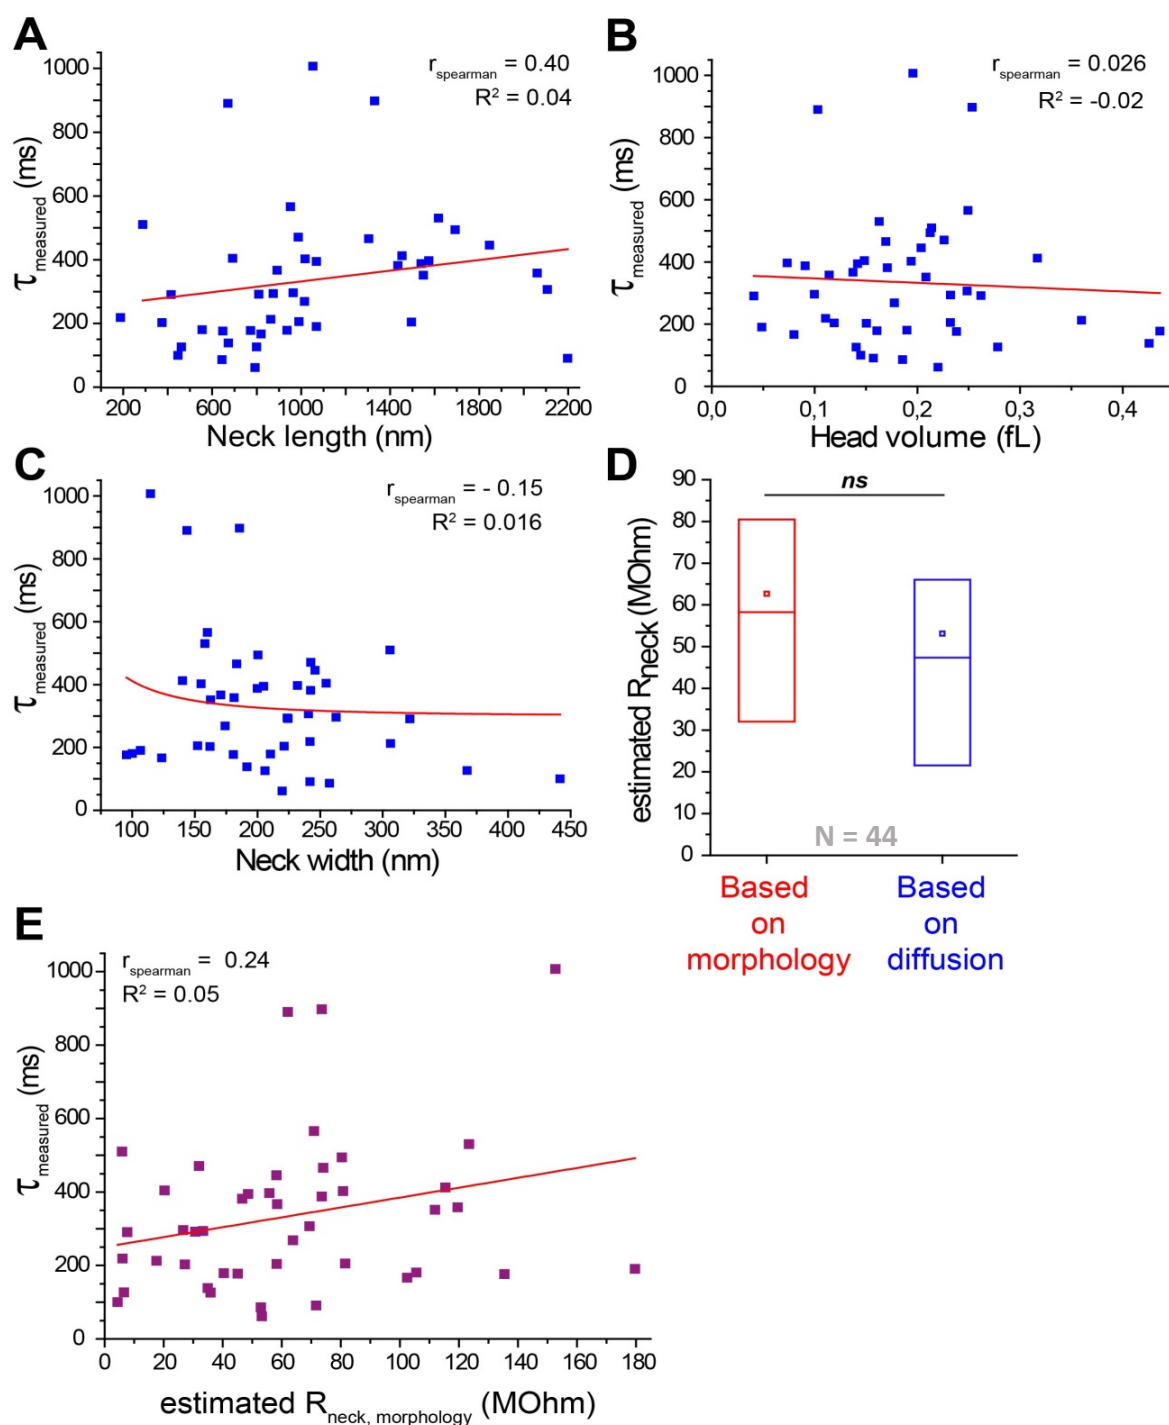 A
r_spearman = 0.40
R² = 0.04
τ_measured (ms)
1000
800
600
400
200
0
200 600 1000 1400 1800 2200
Neck length (nm)
B
r_spearman = 0.026
R² = -0.02
τ_measured (ms)
1000
800
600
400
200
0
0,0 0,1 0,2 0,3 0,4
Head volume (fL)
C
r_spearman = - 0.15
R² = 0.016
τ_measured (ms)
1000
800
600
400
200
0
100 150 200 250 300 350 400 450
Neck width (nm)
D
ns
estimated Rneck (MOhm)
90
80
70
60
50
40
30
20
10
0
N = 44
Based
on
morphology
Based
on
diffusion
E
r_spearman = 0.24
R² = 0.05
τ_measured (ms)
1000
800
600
400
200
0
0 20 40 60 80 100 120 140 160 180
estimated R_neck, morphology (MOhm)